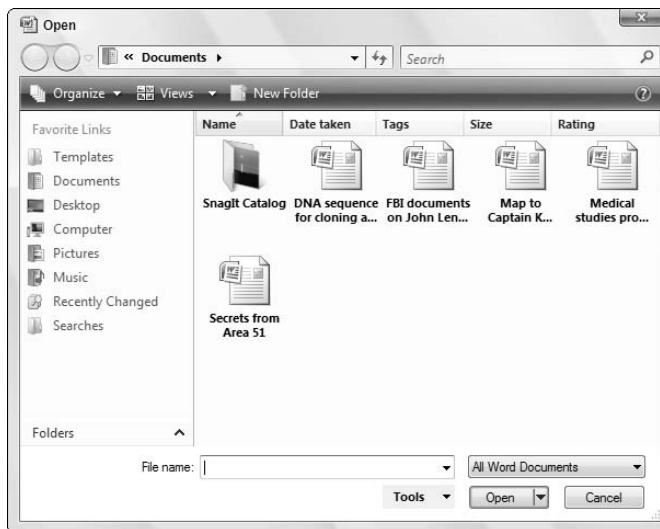 Open
« Documents
Search
Organize Views New Folder
Favorite Links
Templates
Documents
Desktop
Computer
Pictures
Music
Recently Changed
Searches
Folders
Name Date taken Tags Size Rating
SnagIt Catalog
DNA sequence
for cloning a...
FBI documents
on John Len...
Map to
Captain K...
Medical
studies pro...
Secrets from
Area 51
File name: All Word Documents
Tools Open Cancel